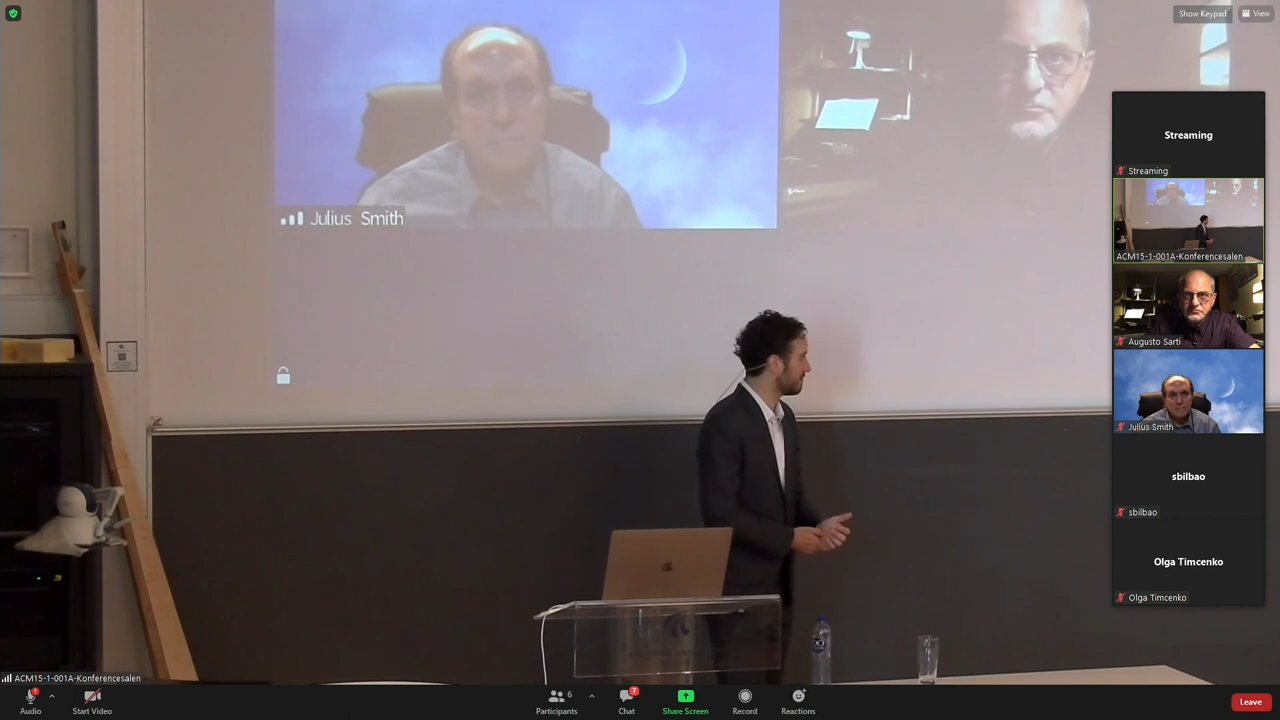 Show Keypad
View
Streaming
Streaming
ACM15-1-001A-Konferencesalen
Augusto Sarti
Julius Smith
Julius Smith
sbilbao
sbilbao
Olga Timcenko
Olga Timcenko
ACM15-1-001A-Konferencesalen
Audio
Start Video
6
Participants
7
Chat
Share Screen
Record
Reactions
Leave